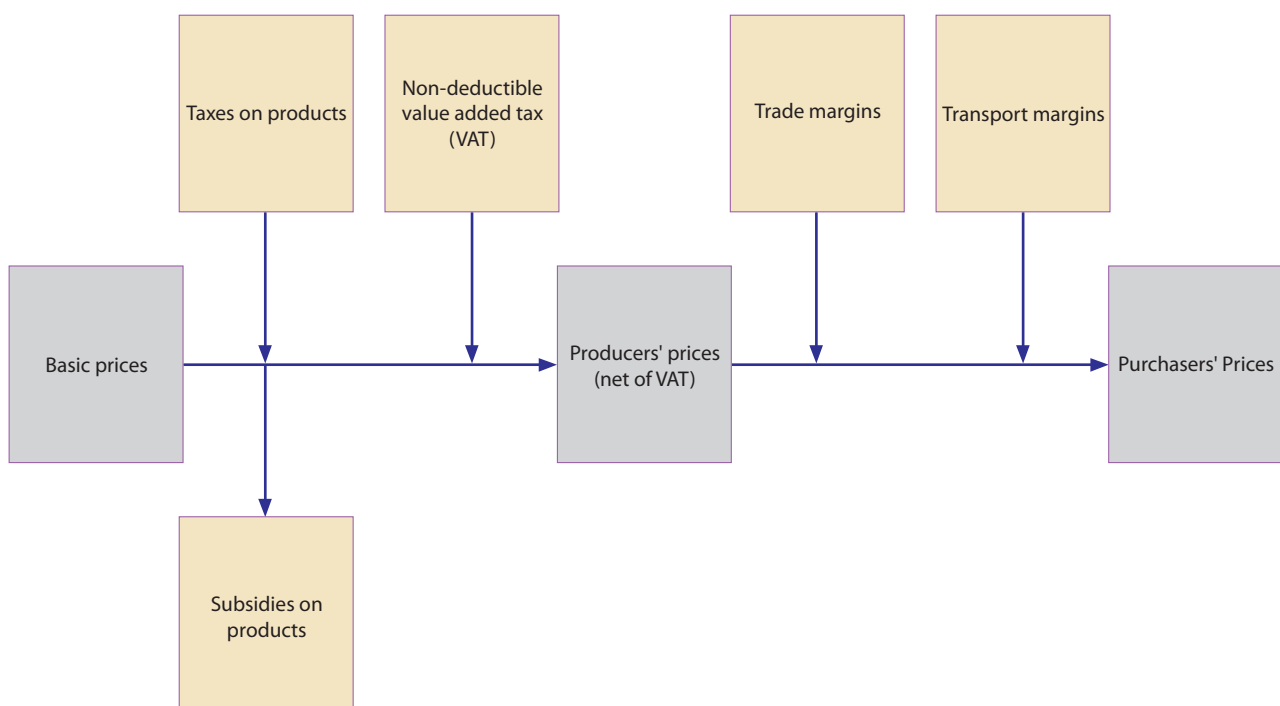 Taxes on products
Non-deductible
value added tax
(VAT)
Trade margins
Transport margins
Basic prices
Producers' prices
(net of VAT)
Purchasers' Prices
Subsidies on
products